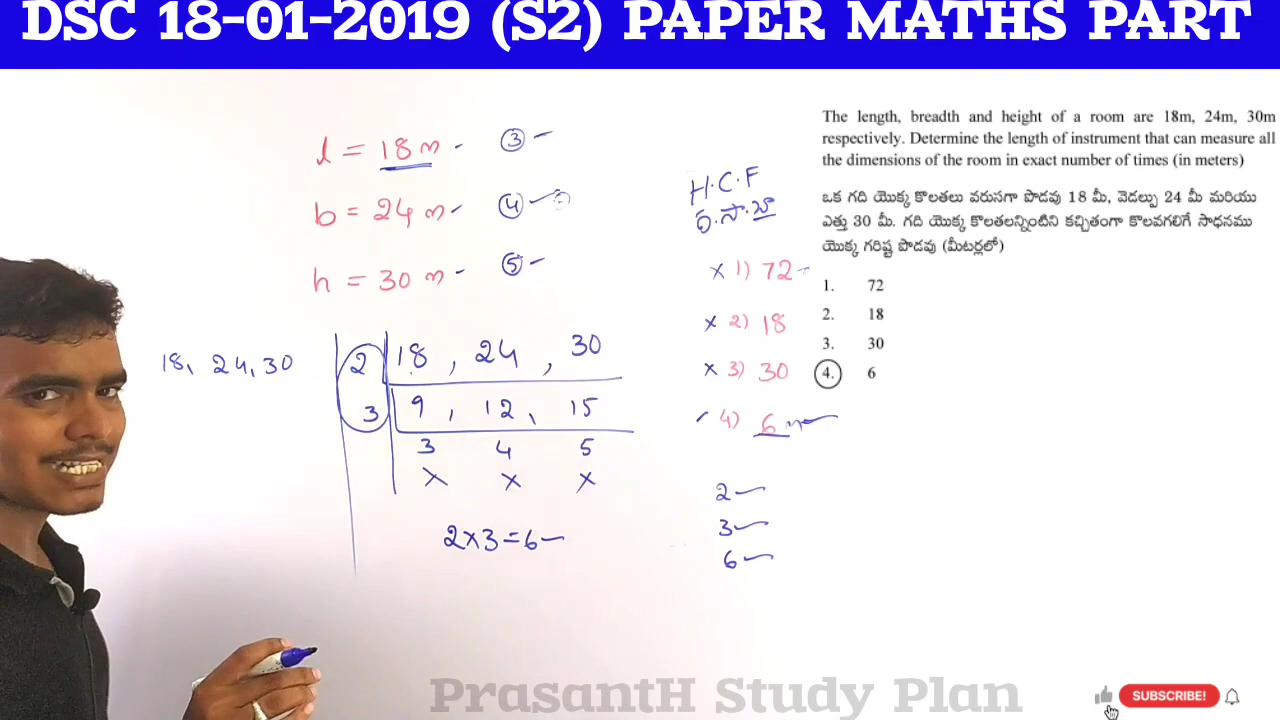 DSC 18-01-2019 (S2) PAPER MATHS PART
l = 18 m - 3 -
b = 24 m - 4 -
h = 30 m - 5 -
18, 24, 30
2 18 , 24 , 30
3 9 , 12 , 15
3 4 5
x x x
2x3=6
H.C.F
గ.సా.భా
x 1) 72
x 2) 18
x 3) 30
✓ 4) 6 m
2
3
6
The length, breadth and height of a room are 18m, 24m, 30m
respectively. Determine the length of instrument that can measure all
the dimensions of the room in exact number of times (in meters)
ఒక గది యొక్క కొలతలు వరుసగా పొడవు 18 మీ, వెడల్పు 24 మీ మరియు
ఎత్తు 30 మీ. గది యొక్క కొలతలన్నింటిని కచ్చితంగా కొలవగలిగే సాధనము
యొక్క గరిష్ట పొడవు (మీటర్లలో)
1. 72
2. 18
3. 30
4. 6
PrasantH Study Plan
SUBSCRIBE!